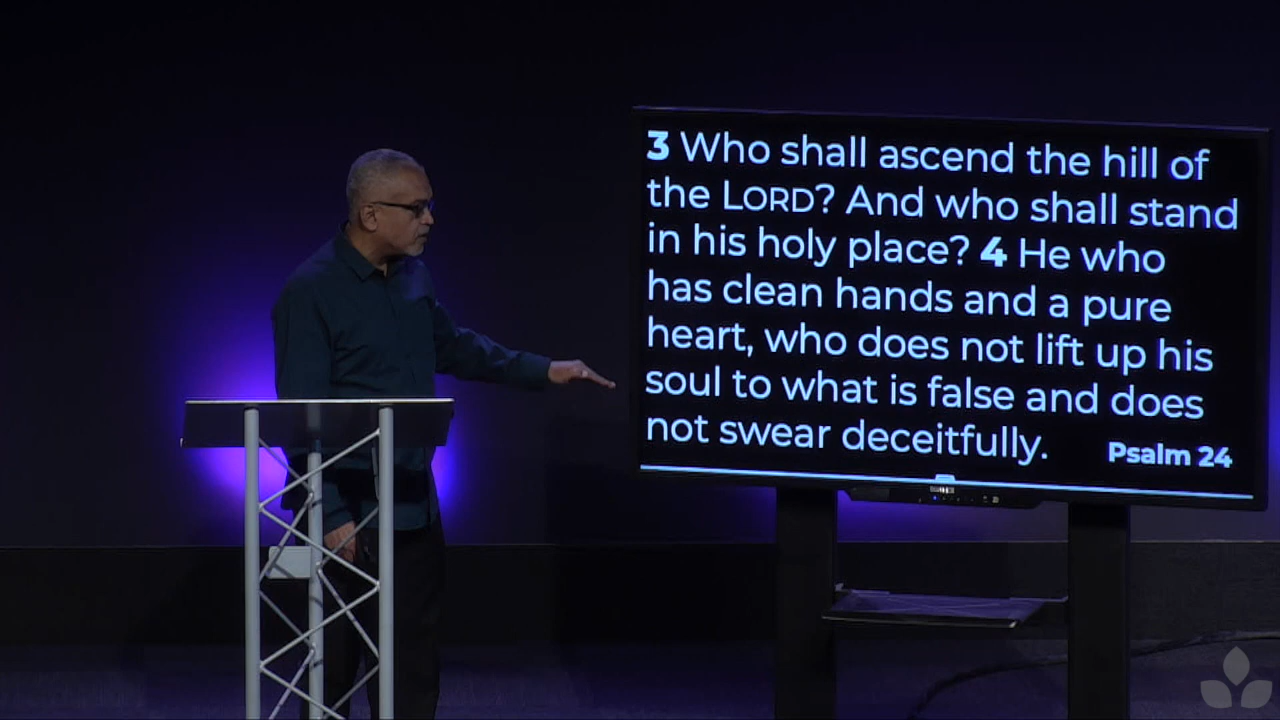 3 Who shall ascend the hill of
the LORD? And who shall stand
in his holy place? 4 He who
has clean hands and a pure
heart, who does not lift up his
soul to what is false and does
not swear deceitfully.
Psalm 24